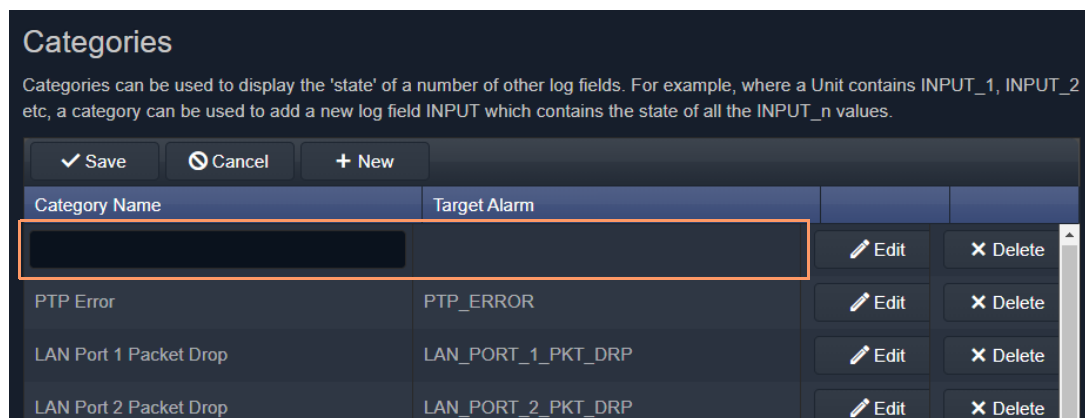 Categories
Categories can be used to display the 'state' of a number of other log fields. For example, where a Unit contains INPUT_1, INPUT_2
etc, a category can be used to add a new log field INPUT which contains the state of all the INPUT_n values.
Save Cancel + New
Category Name Target Alarm
Edit Delete
PTP Error PTP_ERROR Edit Delete
LAN Port 1 Packet Drop LAN_PORT_1_PKT_DRP Edit Delete
LAN Port 2 Packet Drop LAN_PORT_2_PKT_DRP Edit Delete